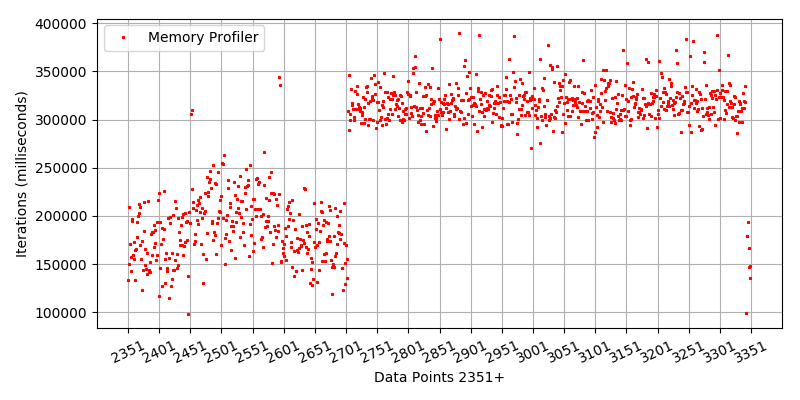 Memory Profiler
Iterations (milliseconds)
400000
350000
300000
250000
200000
150000
100000
2351 2401 2451 2501 2551 2601 2651 2701 2751 2801 2851 2901 2951 3001 3051 3101 3151 3201 3251 3301 3351
Data Points 2351+